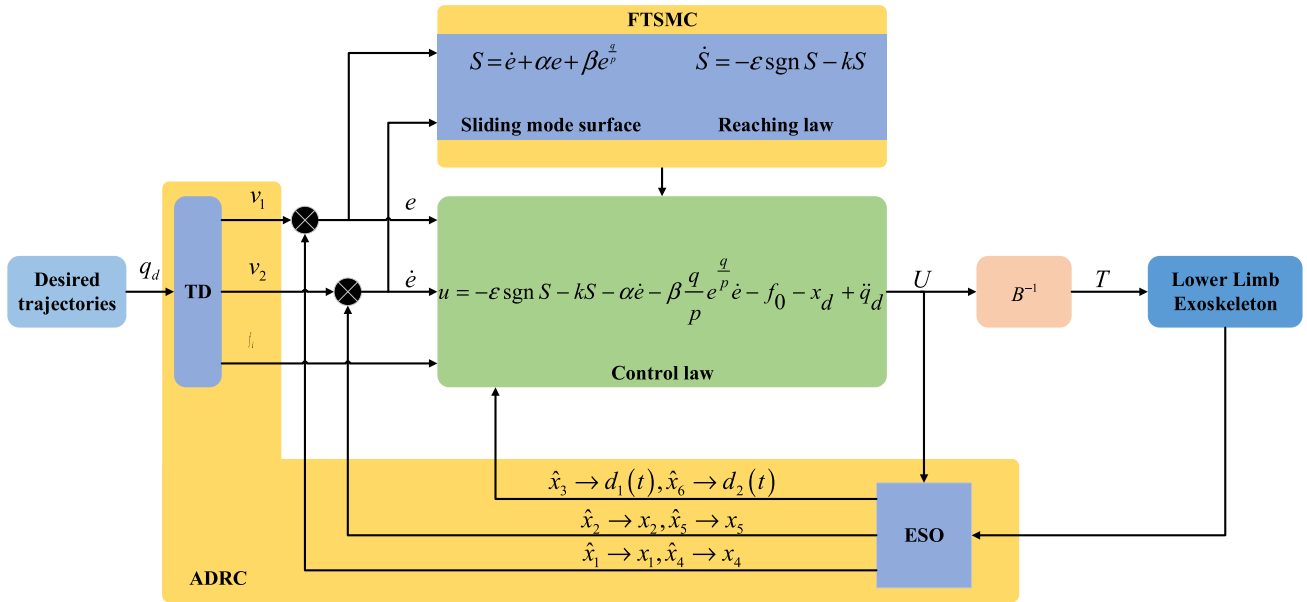 FTSMC
S = ė + αe + βe^{q/p}
Ṡ = −ε sgn S − kS
Sliding mode surface
Reaching law
Desired trajectories
q_d
TD
v₁
v₂
e
ė
u = −ε sgn S − kS − αė − β (q/p) e^{q/p} ė − f₀ − x_d + q̈_d
Control law
U
B⁻¹
T
Lower Limb
Exoskeleton
x̂₃ → d₁(t), x̂₆ → d₂(t)
x̂₂ → x₂, x̂₅ → x₅
x̂₁ → x₁, x̂₄ → x₄
ESO
ADRC